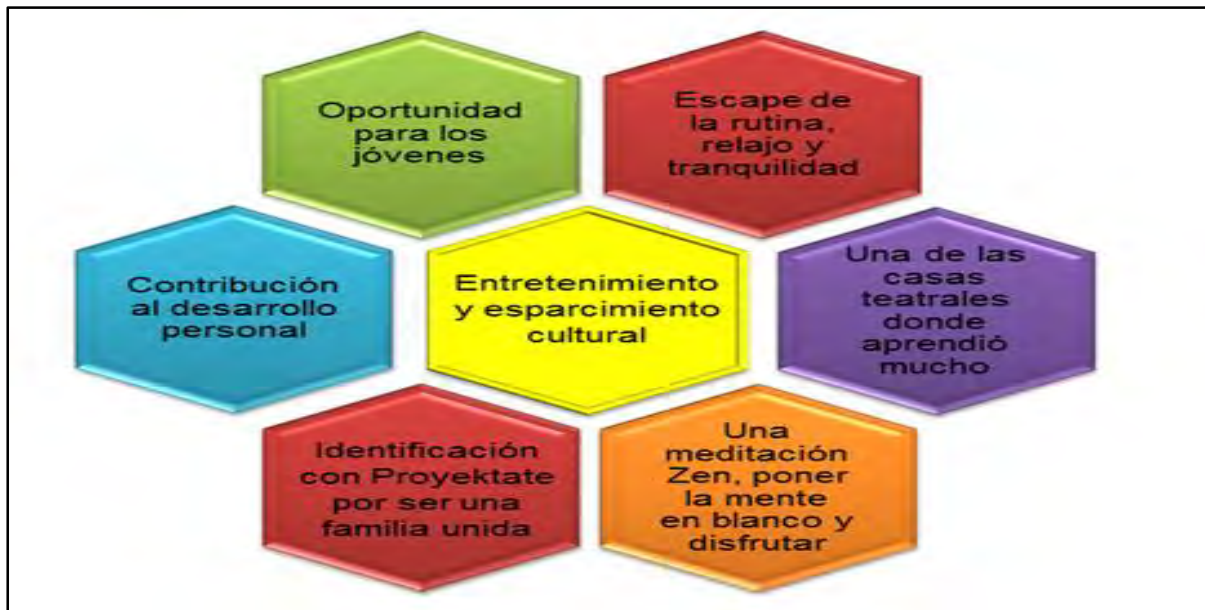 Oportunidad
para los
jóvenes
Escape de
la rutina,
relajo y
tranquilidad
Contribución
al desarrollo
personal
Entretenimiento
y esparcimiento
cultural
Una de las
casas
teatrales
donde
aprendió
mucho
Identificación
con Proyektate
por ser una
familia unida
Una
meditación
Zen, poner
la mente
en blanco y
disfrutar